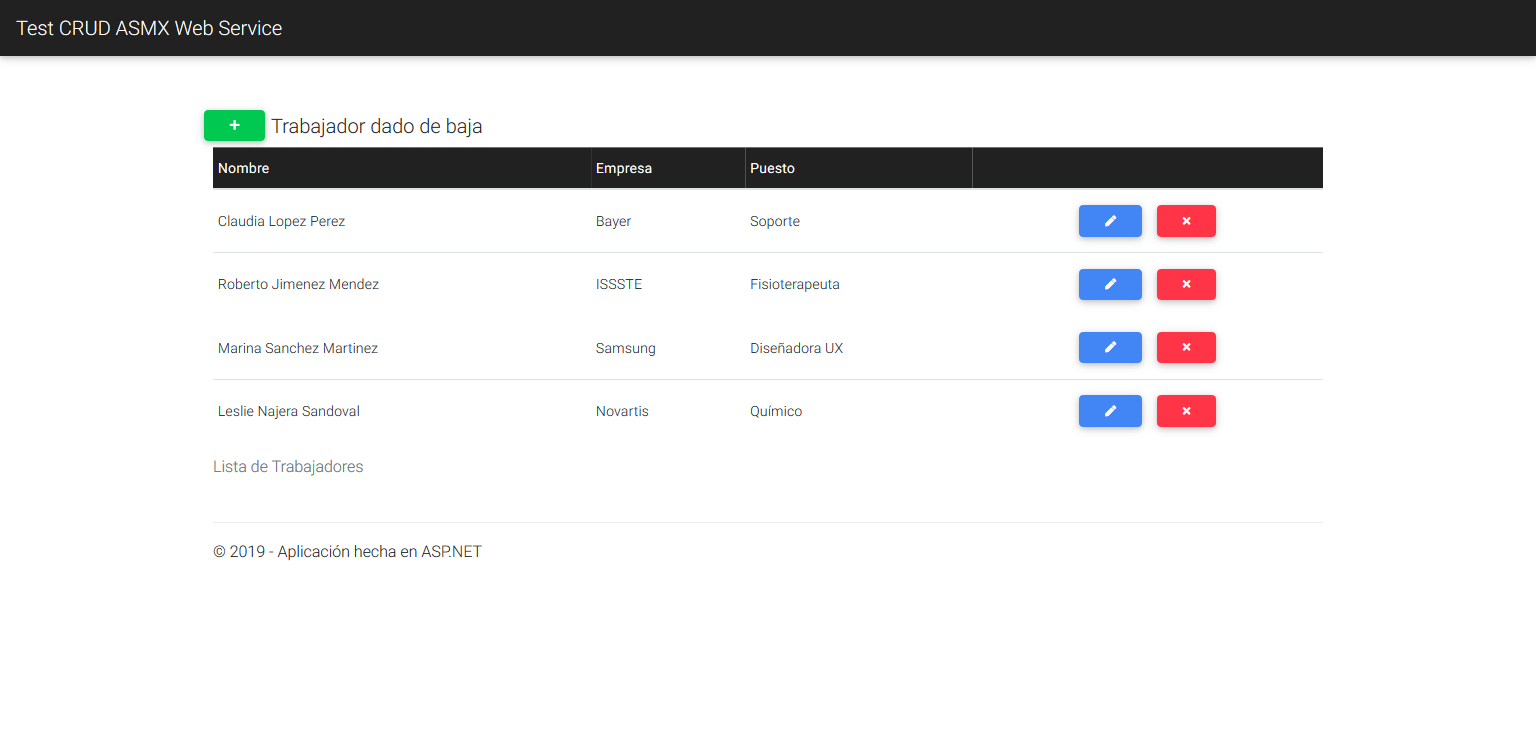 Test CRUD ASMX Web Service
Trabajador dado de baja
Nombre Empresa Puesto
Claudia Lopez Perez Bayer Soporte
Roberto Jimenez Mendez ISSSTE Fisioterapeuta
Marina Sanchez Martinez Samsung Diseñadora UX
Leslie Najera Sandoval Novartis Químico
Lista de Trabajadores
© 2019 - Aplicación hecha en ASP.NET